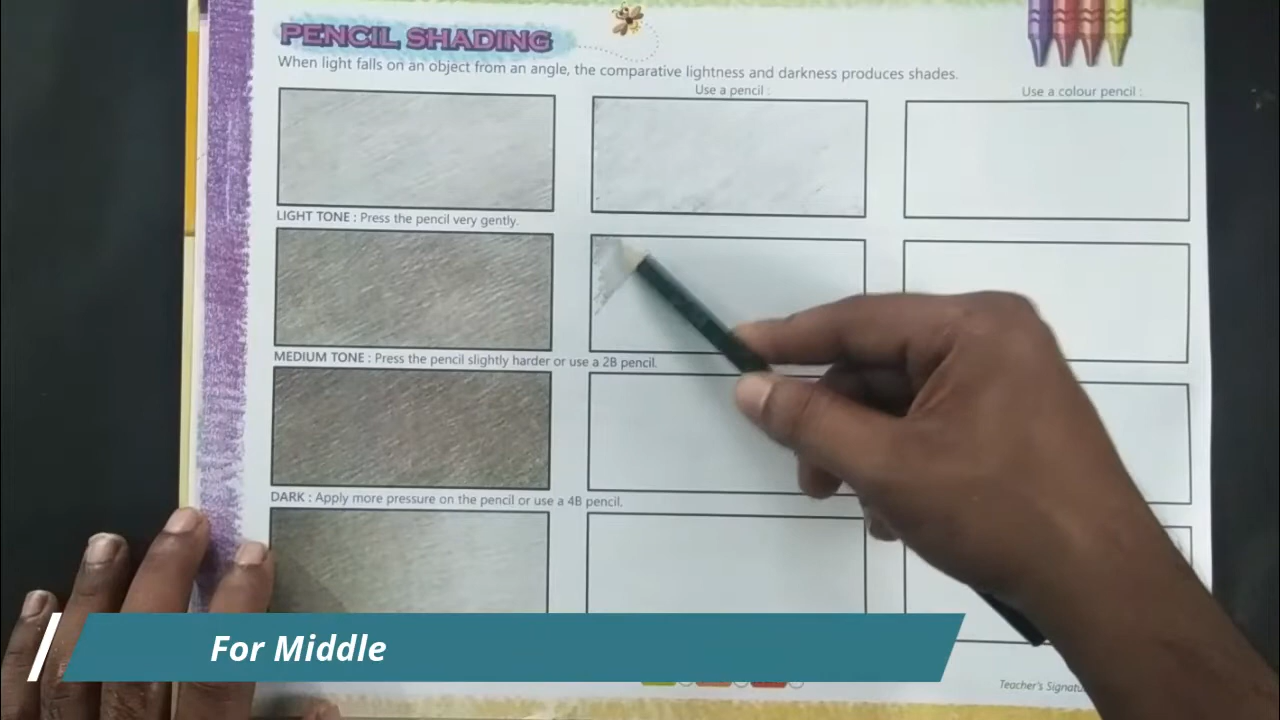 PENCIL SHADING
When light falls on an object from an angle, the comparative lightness and darkness produces shades.
Use a pencil :
Use a colour pencil :
LIGHT TONE : Press the pencil very gently.
MEDIUM TONE : Press the pencil slightly harder or use a 2B pencil.
DARK : Apply more pressure on the pencil or use a 4B pencil.
For Middle
Teacher's